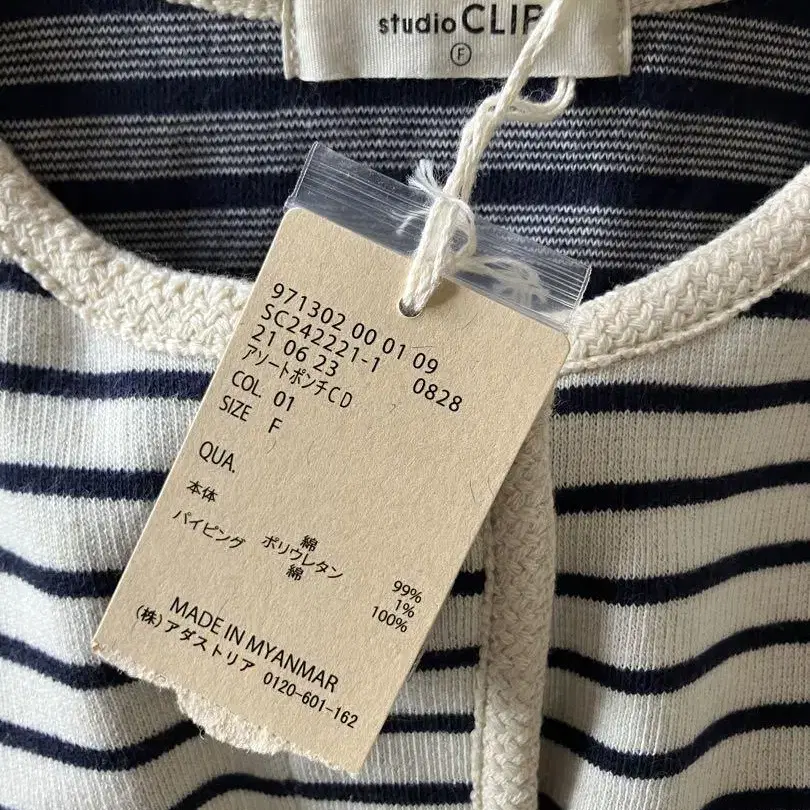 studio CLIP
F
971302 00 01 09
SC242221-1 0828
21 06 23
アソートポンチCD
COL. 01
SIZE F
QUA.
本体 綿 99%
ポリウレタン 1%
パイピング 綿 100%
MADE IN MYANMAR
(株)アダストリア 0120-601-162